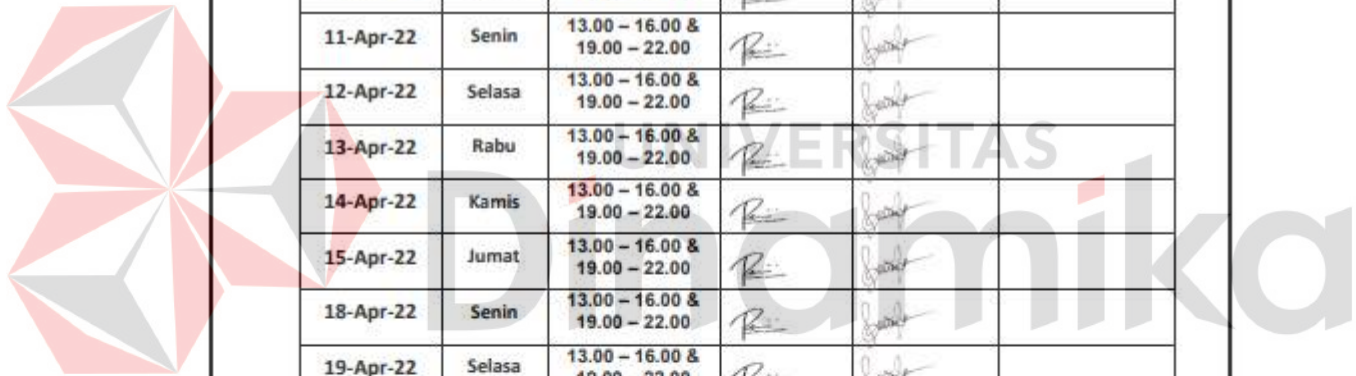 11-Apr-22 Senin 13.00 – 16.00 &
19.00 – 22.00
12-Apr-22 Selasa 13.00 – 16.00 &
19.00 – 22.00
13-Apr-22 Rabu 13.00 – 16.00 &
19.00 – 22.00
14-Apr-22 Kamis 13.00 – 16.00 &
19.00 – 22.00
15-Apr-22 Jumat 13.00 – 16.00 &
19.00 – 22.00
18-Apr-22 Senin 13.00 – 16.00 &
19.00 – 22.00
19-Apr-22 Selasa 13.00 – 16.00 &
UNIVERSITAS
Dinamika